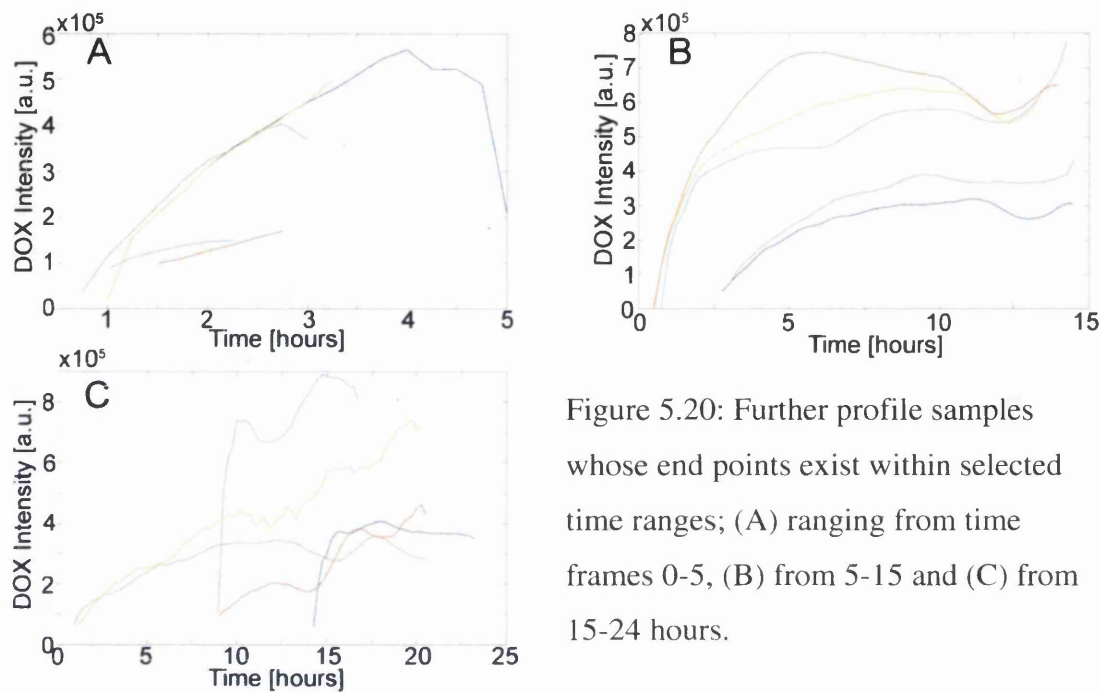 ×10⁵
A
6
5
4
3
2
1
0
DOX Intensity [a.u.]
1 2 3 4 5
Time [hours]
×10⁵
B
8
7
6
5
4
3
2
1
0
DOX Intensity [a.u.]
0 5 10 15
Time [hours]
×10⁵
C
8
6
4
2
0
DOX Intensity [a.u.]
0 5 10 15 20 25
Time [hours]
Figure 5.20: Further profile samples
whose end points exist within selected
time ranges; (A) ranging from time
frames 0-5, (B) from 5-15 and (C) from
15-24 hours.